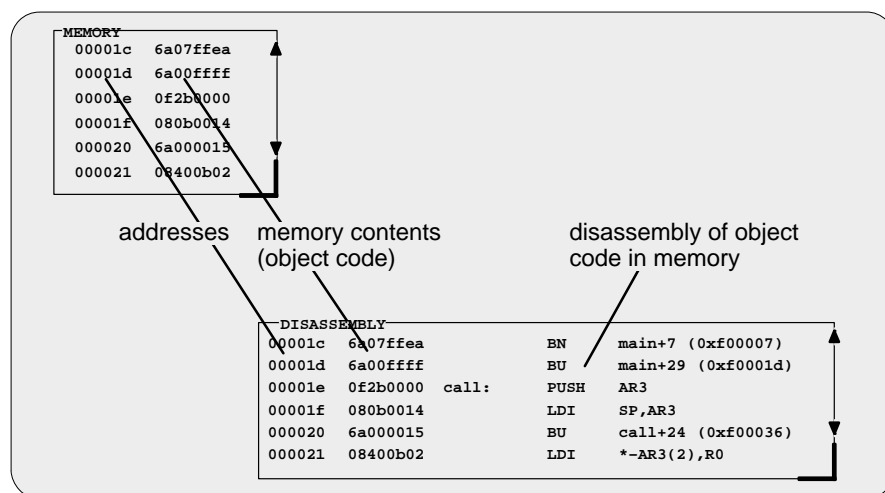 MEMORY
00001c 6a07ffea
00001d 6a00ffff
00001e 0f2b0000
00001f 080b0014
000020 6a000015
000021 08400b02
addresses memory contents (object code) disassembly of object code in memory
DISASSEMBLY
00001c 6a07ffea BN main+7 (0xf00007)
00001d 6a00ffff BU main+29 (0xf0001d)
00001e 0f2b0000 call: PUSH AR3
00001f 080b0014 LDI SP,AR3
000020 6a000015 BU call+24 (0xf00036)
000021 08400b02 LDI *-AR3(2),R0